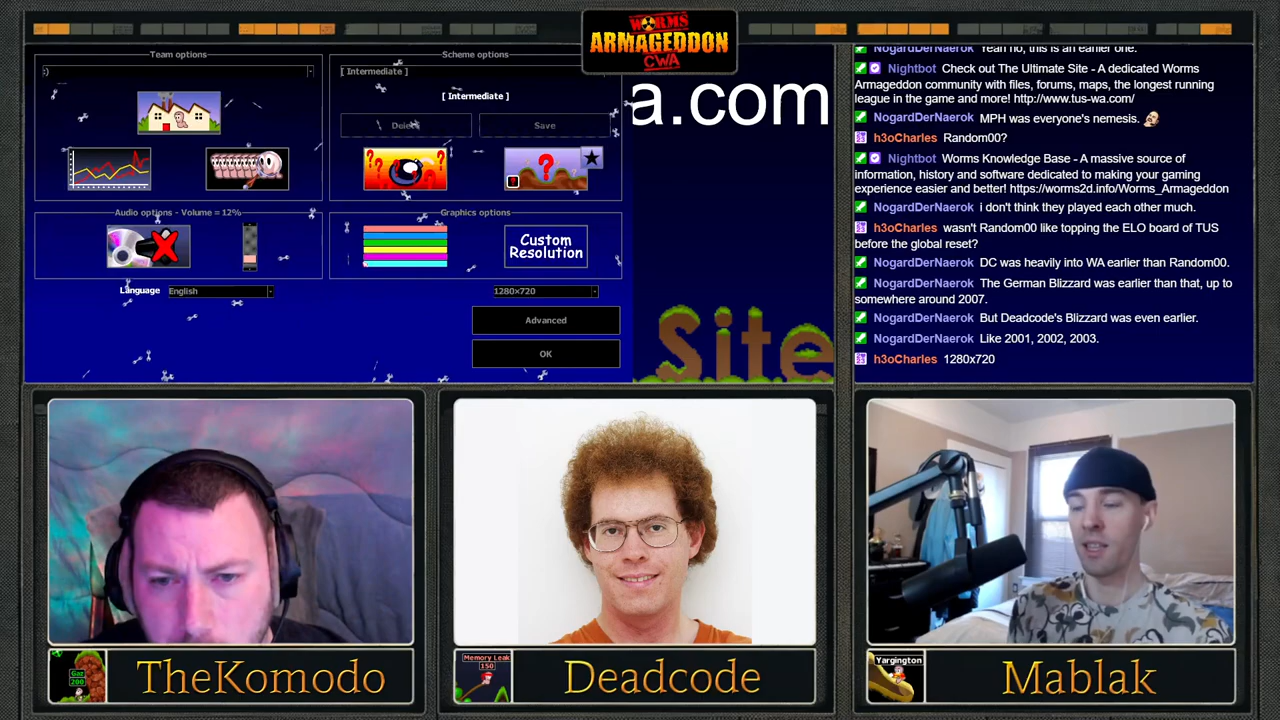 WORMS
ARMAGEDDON
CWA
Team options
:)
Scheme options
[ Intermediate ]
[ Intermediate ]
Delete
Save
Audio options - Volume = 12%
Graphics options
Custom
Resolution
Language
English
1280×720
Advanced
OK
a.com
Site
NogardDerNaerok Yeah no, this is an earlier one.
Nightbot Check out The Ultimate Site - A dedicated Worms
Armageddon community with files, forums, maps, the longest running
league in the game and more! http://www.tus-wa.com/
NogardDerNaerok MPH was everyone's nemesis.
h3oCharles Random00?
Nightbot Worms Knowledge Base - A massive source of
information, history and software dedicated to making your gaming
experience easier and better! https://worms2d.info/Worms_Armageddon
NogardDerNaerok i don't think they played each other much.
h3oCharles wasn't Random00 like topping the ELO board of TUS
before the global reset?
NogardDerNaerok DC was heavily into WA earlier than Random00.
NogardDerNaerok The German Blizzard was earlier than that, up to
somewhere around 2007.
NogardDerNaerok But Deadcode's Blizzard was even earlier.
NogardDerNaerok Like 2001, 2002, 2003.
h3oCharles 1280x720
Gaz
200
TheKomodo
Memory Leak
150
Deadcode
Yargington
Mablak